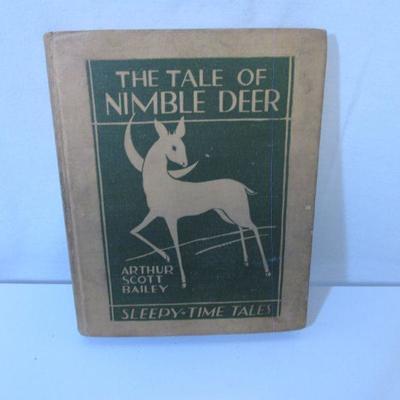 THE TALE OF
NIMBLE DEER
ARTHUR
SCOTT
BAILEY
SLEEPY-TIME TALES